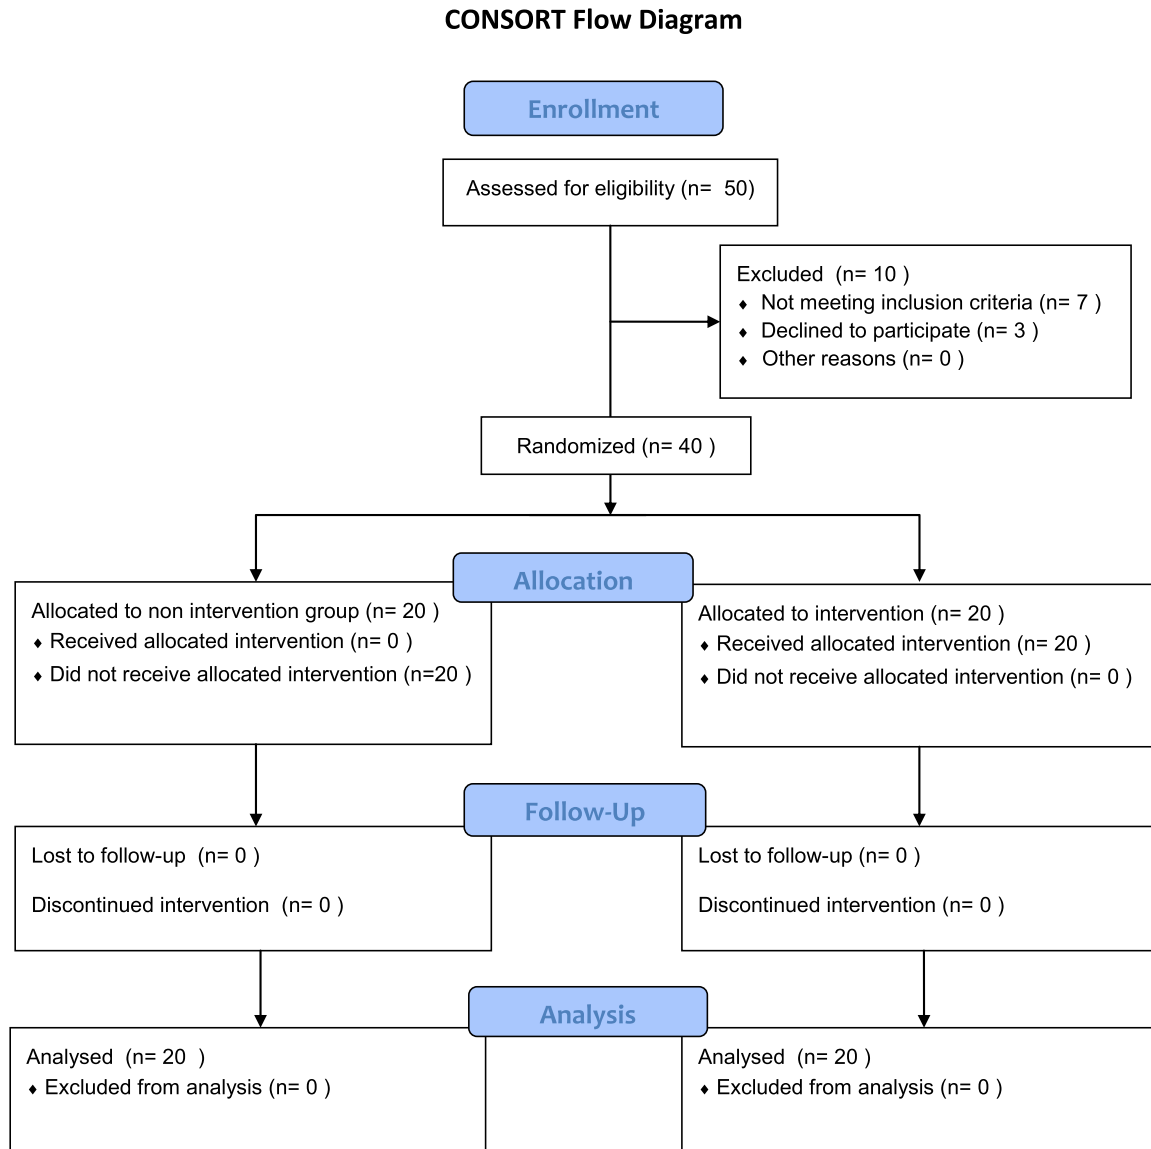 CONSORT Flow Diagram
Enrollment
Assessed for eligibility (n=  50)
Excluded  (n= 10 )
♦ Not meeting inclusion criteria (n= 7 )
♦ Declined to participate (n= 3 )
♦ Other reasons (n= 0 )
Randomized (n= 40 )
Allocation
Allocated to non intervention group (n= 20 )
♦ Received allocated intervention (n= 0 )
♦ Did not receive allocated intervention (n=20 )
Allocated to intervention (n= 20 )
♦ Received allocated intervention (n= 20 )
♦ Did not receive allocated intervention (n= 0 )
Follow-Up
Lost to follow-up  (n= 0 )
Discontinued intervention  (n= 0 )
Lost to follow-up (n= 0 )
Discontinued intervention (n= 0 )
Analysis
Analysed  (n= 20  )
♦ Excluded from analysis (n= 0 )
Analysed  (n= 20 )
♦ Excluded from analysis (n= 0 )